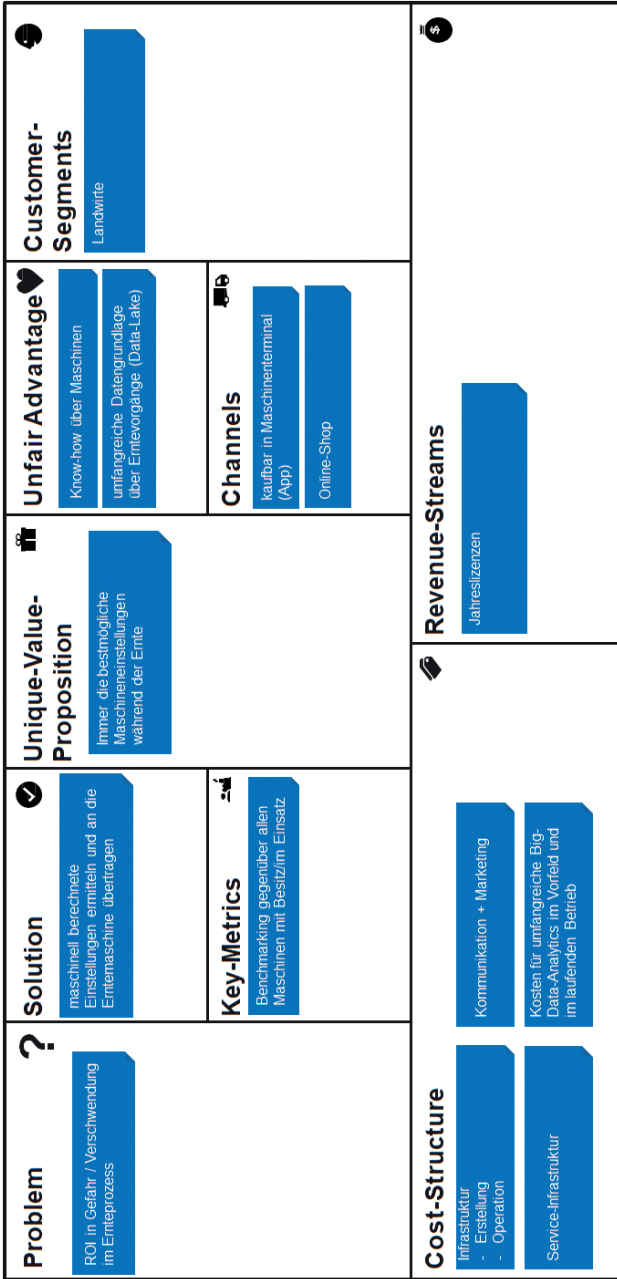 Problem
ROI in Gefahr / Verschwendung
im Ernteprozess
Solution
maschinell berechnete
Einstellungen ermitteln und an die
Erntemaschine übertragen
Key-Metrics
Benchmarking gegenüber allen
Maschinen mit Besitz/im Einsatz
Unique-Value-
Proposition
Immer die bestmögliche
Maschineneinstellungen
während der Ernte
Unfair Advantage
Know-how über Maschinen
umfangreiche Datengrundlage
über Erntevorgänge (Data-Lake)
Channels
kaufbar in Maschinenterminal
(App)
Online-Shop
Customer-
Segments
Landwirte
Cost-Structure
Infrastruktur
- Erstellung
- Operation
Kommunikation + Marketing
Service-Infrastruktur
Kosten für umfangreiche Big-
Data-Analytics im Vorfeld und
im laufenden Betrieb
Revenue-Streams
$
Jahreslizenzen